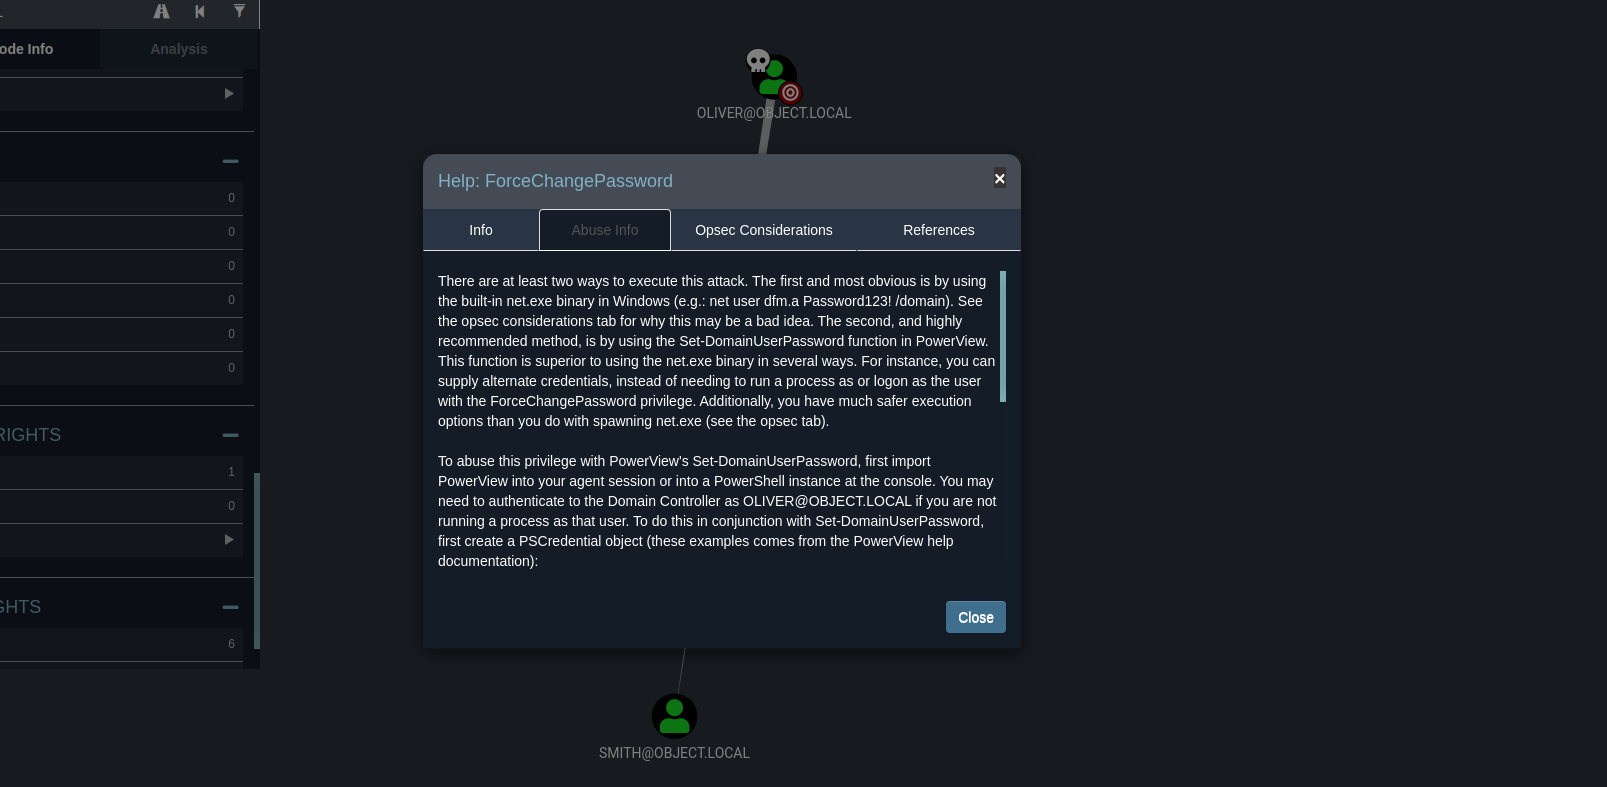 ode Info
Analysis
0
0
0
0
0
0
RIGHTS
1
0
GHTS
6
OLIVER@OBJECT.LOCAL
Help: ForceChangePassword
×
Info
Abuse Info
Opsec Considerations
References
There are at least two ways to execute this attack. The first and most obvious is by using
the built-in net.exe binary in Windows (e.g.: net user dfm.a Password123! /domain). See
the opsec considerations tab for why this may be a bad idea. The second, and highly
recommended method, is by using the Set-DomainUserPassword function in PowerView.
This function is superior to using the net.exe binary in several ways. For instance, you can
supply alternate credentials, instead of needing to run a process as or logon as the user
with the ForceChangePassword privilege. Additionally, you have much safer execution
options than you do with spawning net.exe (see the opsec tab).
To abuse this privilege with PowerView's Set-DomainUserPassword, first import
PowerView into your agent session or into a PowerShell instance at the console. You may
need to authenticate to the Domain Controller as OLIVER@OBJECT.LOCAL if you are not
running a process as that user. To do this in conjunction with Set-DomainUserPassword,
first create a PSCredential object (these examples comes from the PowerView help
documentation):
Close
SMITH@OBJECT.LOCAL